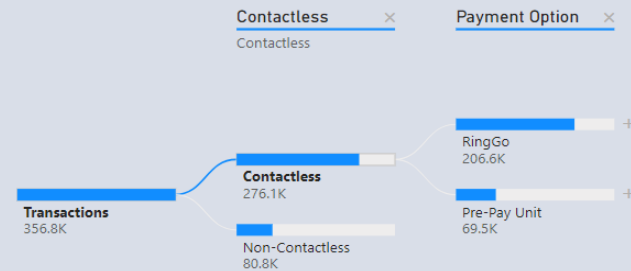 Contactless
Payment Option
Contactless
RingGo
206.6K
Contactless
276.1K
Transactions
356.8K
Pre-Pay Unit
69.5K
Non-Contactless
80.8K